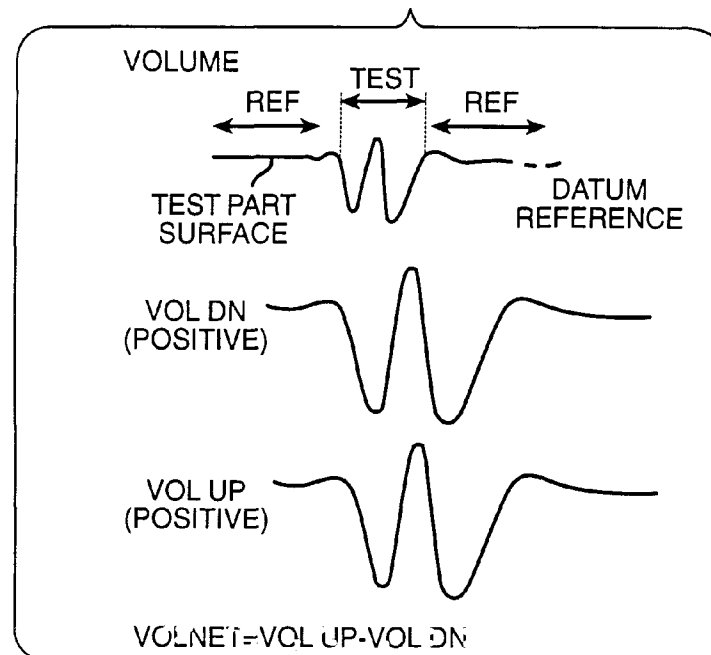 VOLUME
TEST
REF
REF
TEST PART
SURFACE
DATUM
REFERENCE
VOL DN
(POSITIVE)
VOL UP
(POSITIVE)
VOLNET=VOL UP-VOL DN